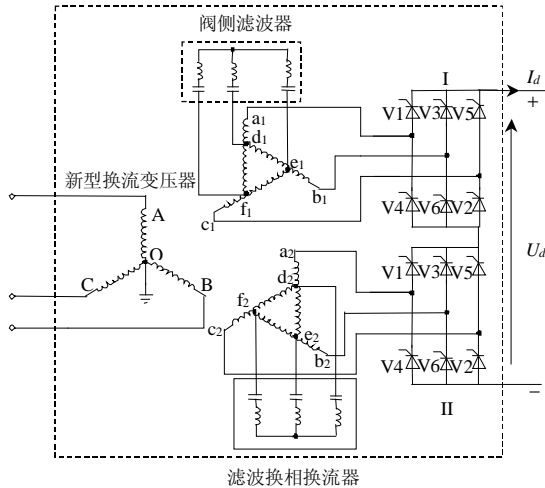 阀侧滤波器
I
I_d
+
a1
V1 V3 V5
d1
e1
新型换流变压器
b1
f1
c1
A
V4 V6 V2
O
C
B
a2
V1 V3 V5
U_d
d2
f2
c2
e2
b2
V4 V6 V2
−
II
滤波换相换流器